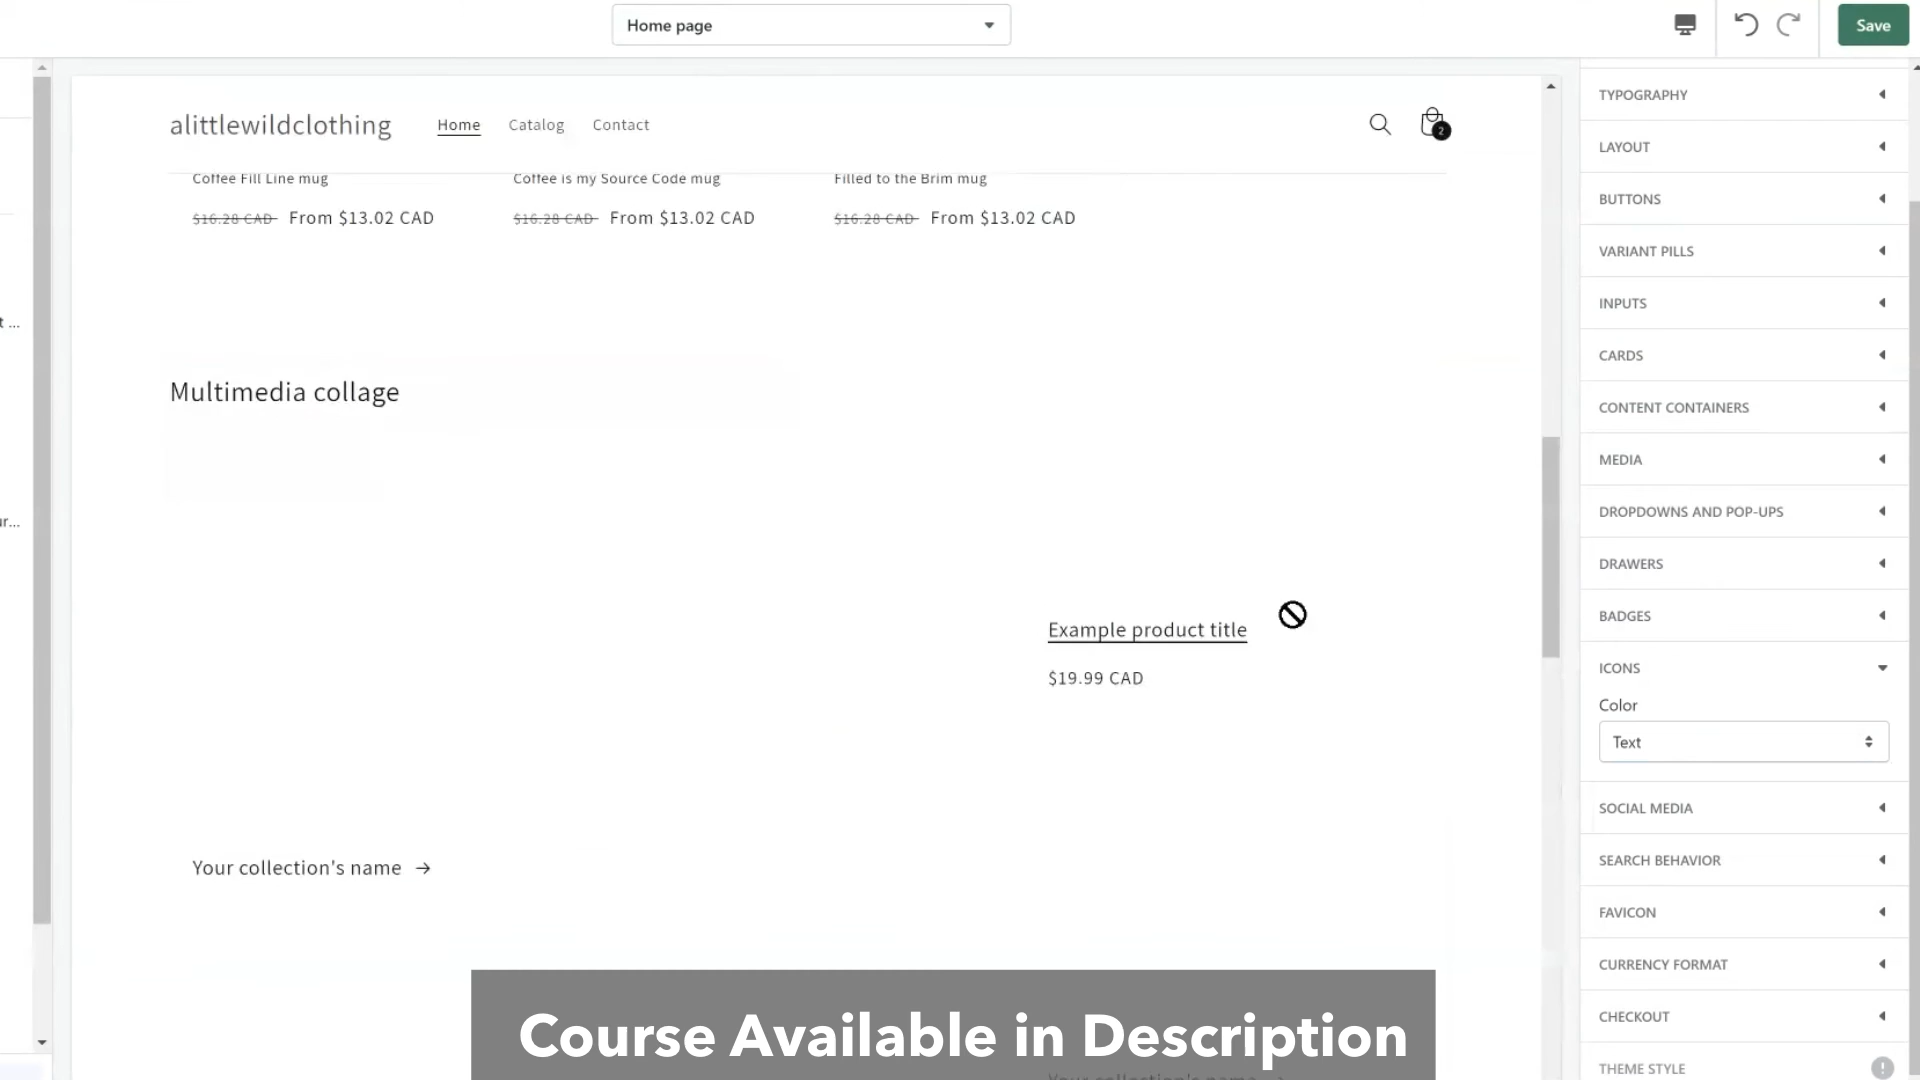 Home page
Save
TYPOGRAPHY
alittlewildclothing Home Catalog Contact
2
LAYOUT
Coffee Fill Line mug Coffee is my Source Code mug Filled to the Brim mug
$16.28 CAD From $13.02 CAD $16.28 CAD From $13.02 CAD $16.28 CAD From $13.02 CAD
BUTTONS
VARIANT PILLS
INPUTS
t ...
CARDS
Multimedia collage
CONTENT CONTAINERS
MEDIA
DROPDOWNS AND POP-UPS
ur...
DRAWERS
BADGES
Example product title
ICONS
$19.99 CAD
Color
Text
SOCIAL MEDIA
SEARCH BEHAVIOR
Your collection's name →
FAVICON
CURRENCY FORMAT
CHECKOUT
Course Available in Description
THEME STYLE
Your collection's name